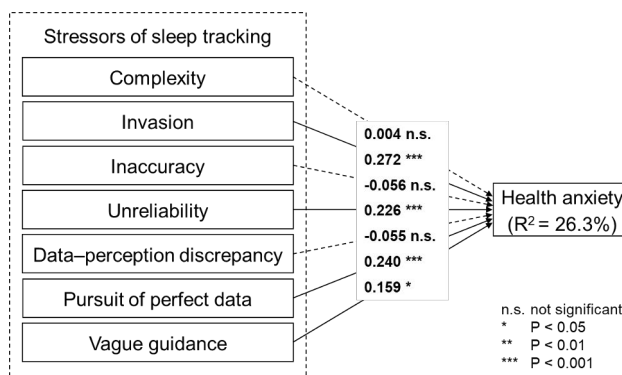 Stressors of sleep tracking
Complexity
Invasion
Inaccuracy
Unreliability
Data–perception discrepancy
Pursuit of perfect data
Vague guidance
0.004 n.s.
0.272 ***
-0.056 n.s.
0.226 ***
-0.055 n.s.
0.240 ***
0.159 *
Health anxiety
(R² = 26.3%)
n.s. not significant
* P < 0.05
** P < 0.01
*** P < 0.001